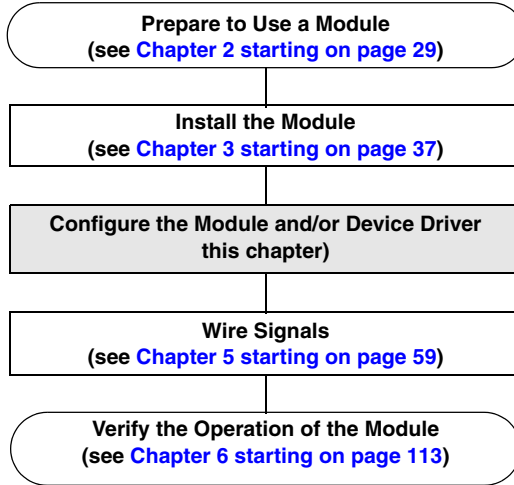 Prepare to Use a Module
(see Chapter 2 starting on page 29)
Install the Module
(see Chapter 3 starting on page 37)
Configure the Module and/or Device Driver
this chapter)
Wire Signals
(see Chapter 5 starting on page 59)
Verify the Operation of the Module
(see Chapter 6 starting on page 113)